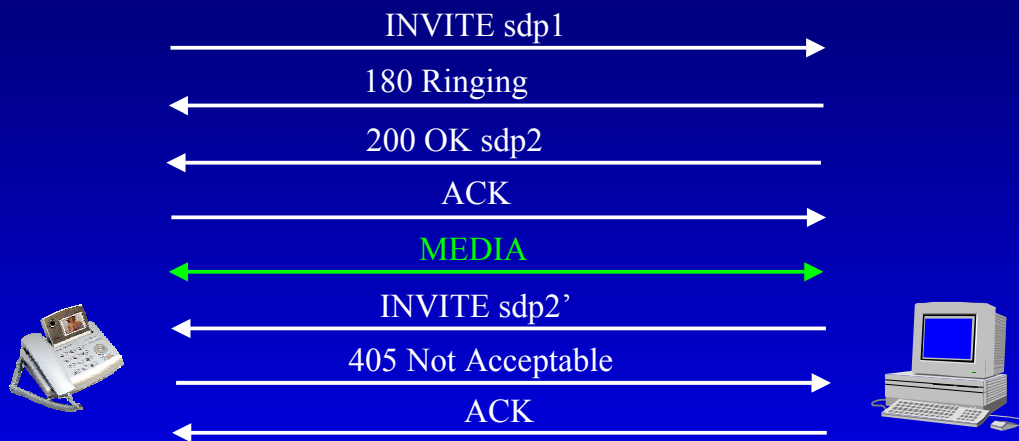 INVITE sdp1
180 Ringing
200 OK sdp2
ACK
MEDIA
INVITE sdp2’
405 Not Acceptable
ACK